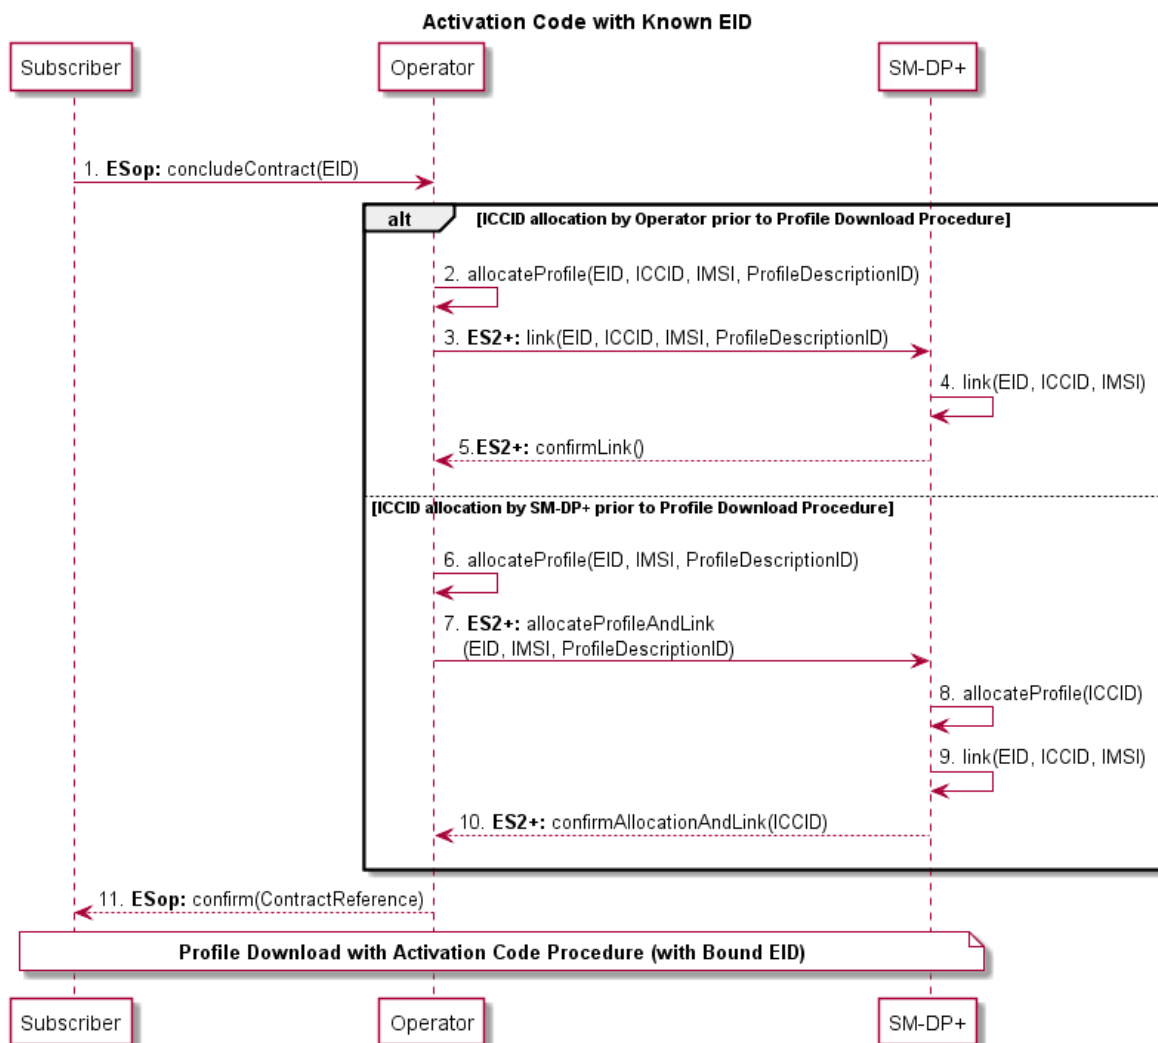 Activation Code with Known EID
Subscriber
Operator
SM-DP+
1. ESop: concludeContract(EID)
alt
[ICCID allocation by Operator prior to Profile Download Procedure]
2. allocateProfile(EID, ICCID, IMSI, ProfileDescriptionID)
3. ES2+: link(EID, ICCID, IMSI, ProfileDescriptionID)
4. link(EID, ICCID, IMSI)
5.ES2+: confirmLink()
[ICCID allocation by SM-DP+ prior to Profile Download Procedure]
6. allocateProfile(EID, IMSI, ProfileDescriptionID)
7. ES2+: allocateProfileAndLink
(EID, IMSI, ProfileDescriptionID)
8. allocateProfile(ICCID)
9. link(EID, ICCID, IMSI)
10. ES2+: confirmAllocationAndLink(ICCID)
11. ESop: confirm(ContractReference)
Profile Download with Activation Code Procedure (with Bound EID)
Subscriber
Operator
SM-DP+